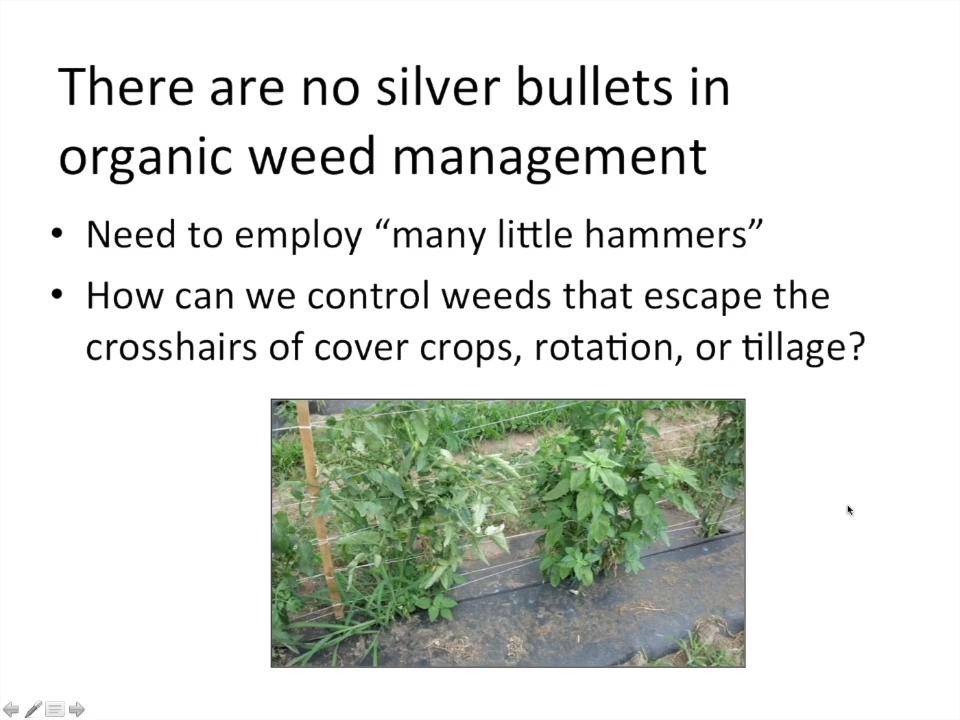 There are no silver bullets in
organic weed management
• Need to employ “many little hammers”
• How can we control weeds that escape the
crosshairs of cover crops, rotation, or tillage?